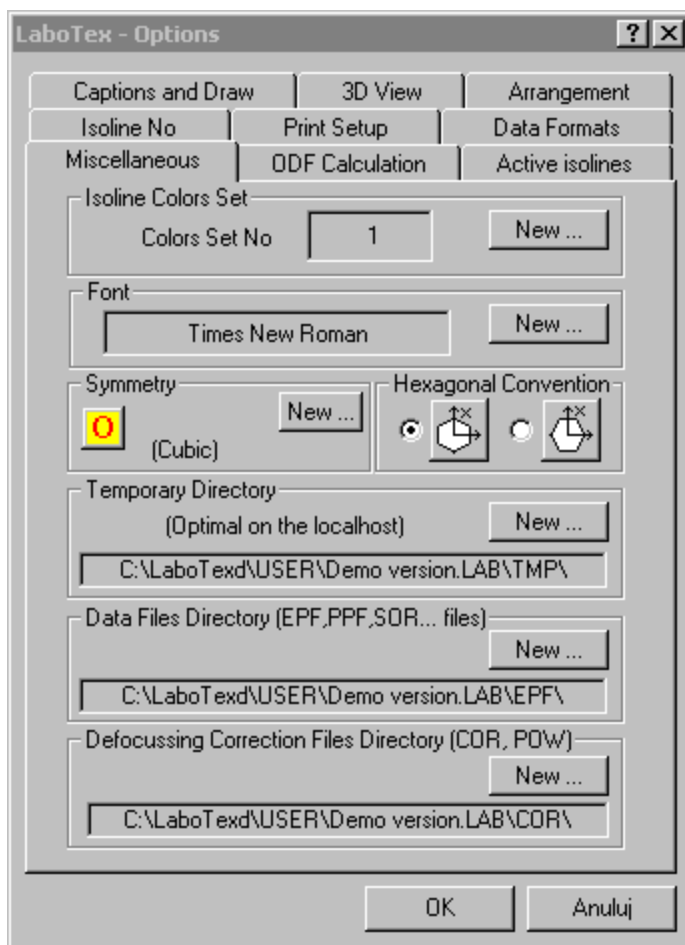 LaboTex - Options
Captions and Draw 3D View Arrangement
Isoline No Print Setup Data Formats
Miscellaneous ODF Calculation Active isolines
Isoline Colors Set
Colors Set No 1 New ...
Font
Times New Roman New ...
Symmetry Hexagonal Convention
O New ... X X
(Cubic)
Temporary Directory
(Optimal on the localhost) New ...
C:\LaboTexd\USER\Demo version.LAB\TMP\
Data Files Directory (EPF,PPF,SOR... files)
New ...
C:\LaboTexd\USER\Demo version.LAB\EPF\
Defocussing Correction Files Directory (COR, POW)
New ...
C:\LaboTexd\USER\Demo version.LAB\COR\
OK Anuluj